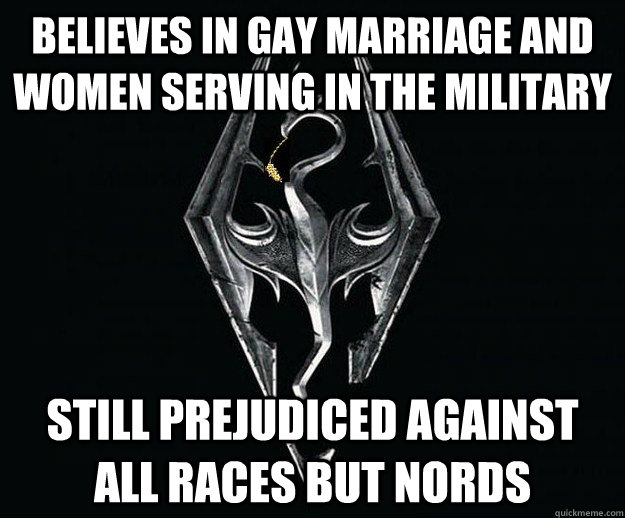 BELIEVES IN GAY MARRIAGE AND
WOMEN SERVING IN THE MILITARY
STILL PREJUDICED AGAINST
ALL RACES BUT NORDS
quickmeme.com